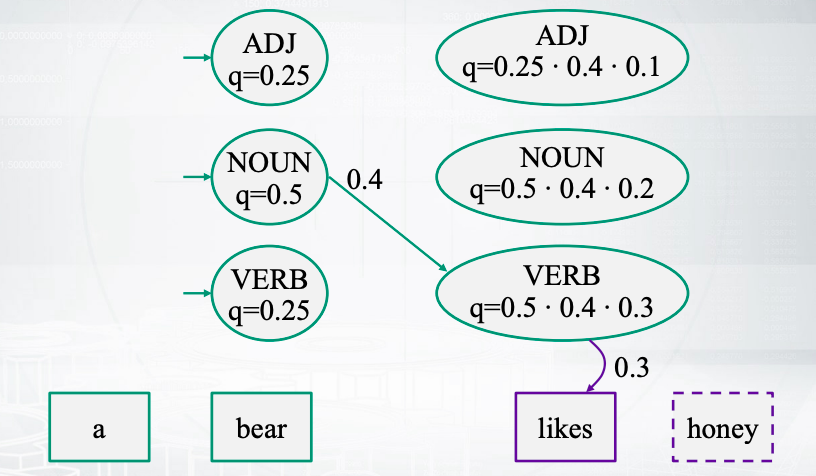 ADJ
q=0.25
ADJ
q=0.25 · 0.4 · 0.1
NOUN
q=0.5
0.4
NOUN
q=0.5 · 0.4 · 0.2
VERB
q=0.25
VERB
q=0.5 · 0.4 · 0.3
0.3
a
bear
likes
honey